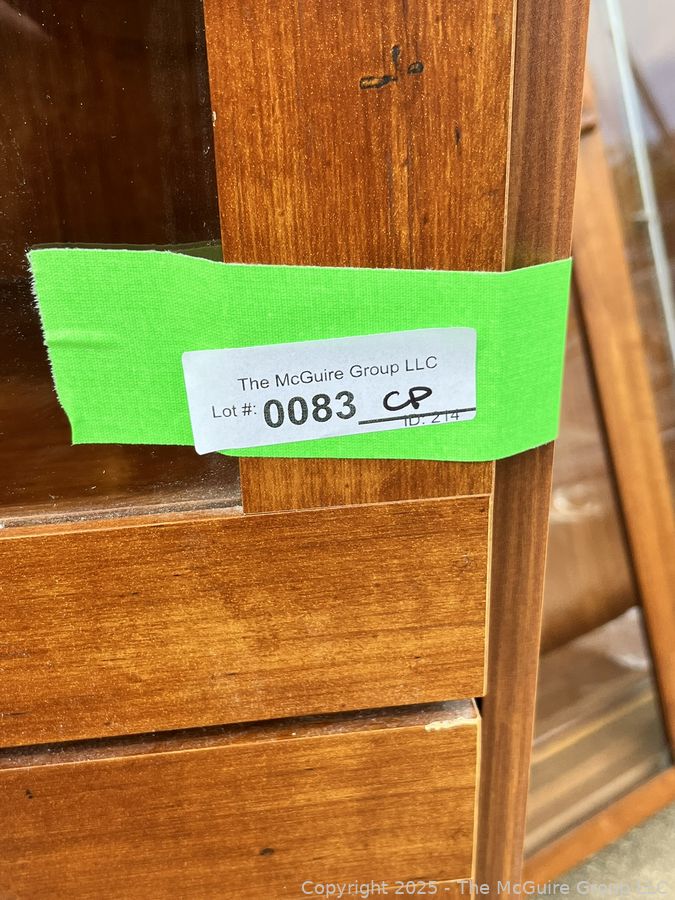 The McGuire Group LLC
Lot #: 0083 CP
ID: 214
Copyright 2025 - The McGuire Group LLC